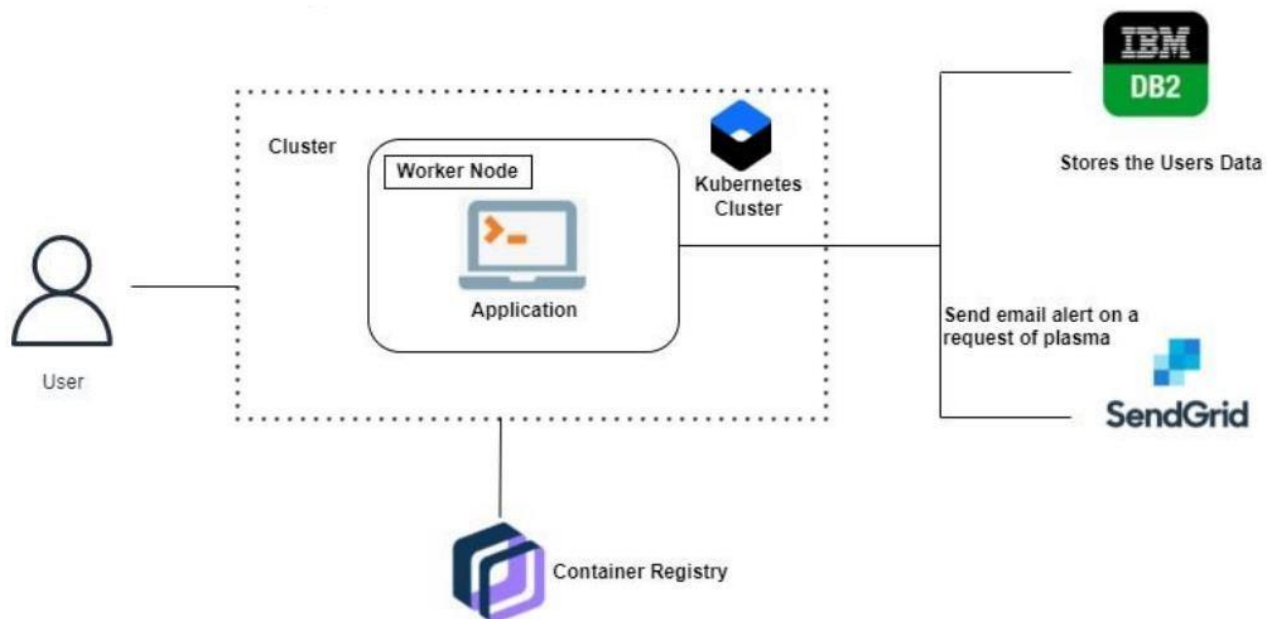 IBM
DB2
Cluster
Worker Node
Kubernetes
Cluster
Stores the Users Data
Application
Send email alert on a
request of plasma
User
SendGrid
Container Registry